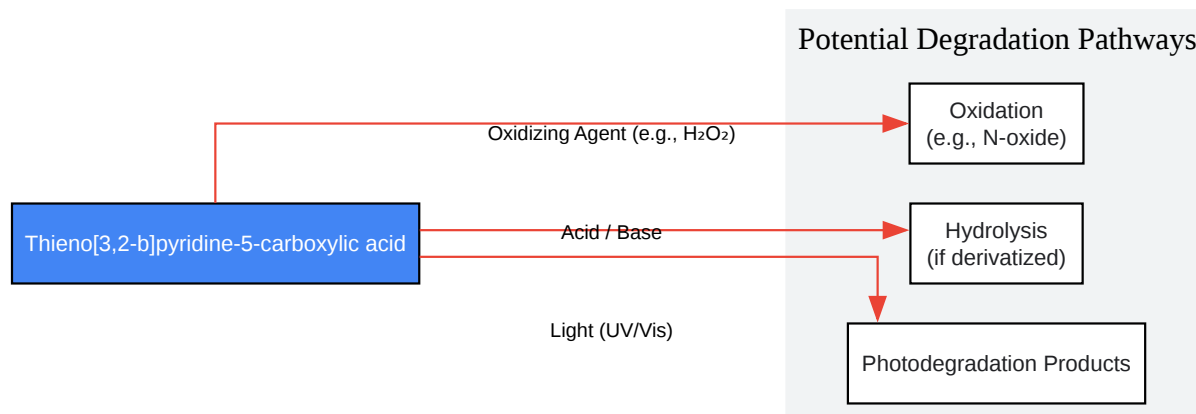 Potential Degradation Pathways
Oxidation
(e.g., N-oxide)
Oxidizing Agent (e.g., H₂O₂)
Thieno[3,2-b]pyridine-5-carboxylic acid
Acid / Base
Hydrolysis
(if derivatized)
Light (UV/Vis)
Photodegradation Products